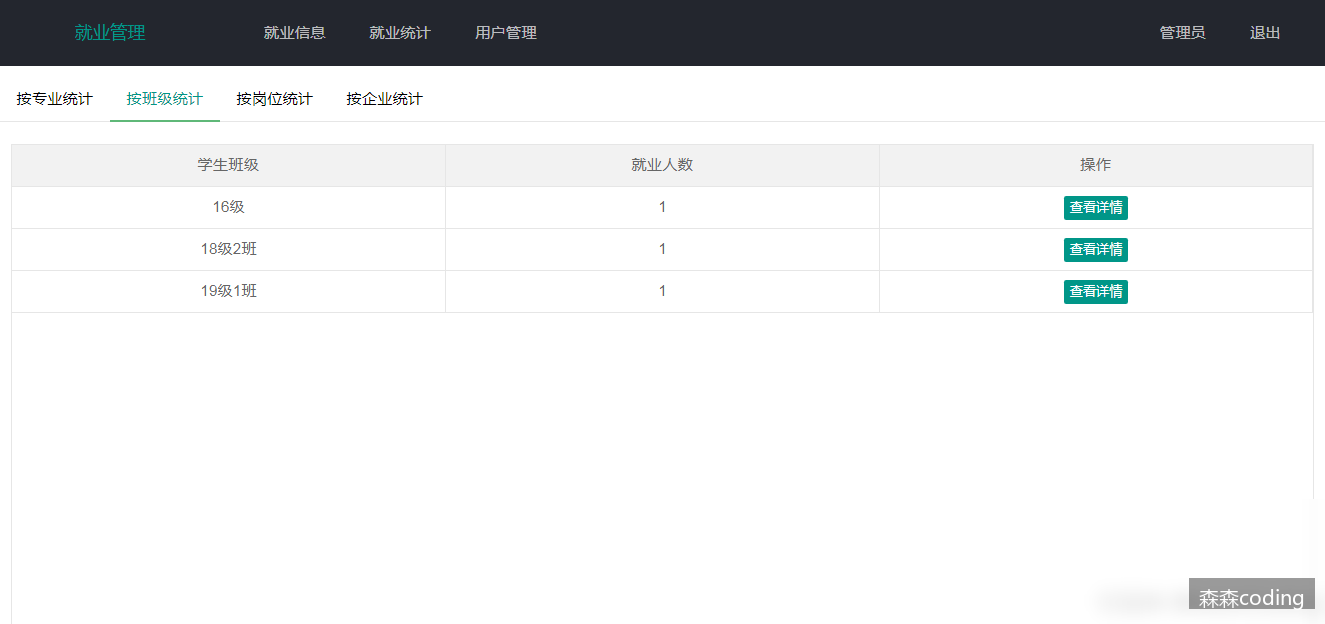 就业管理 就业信息 就业统计 用户管理 管理员 退出
按专业统计 按班级统计 按岗位统计 按企业统计
学生班级 就业人数 操作
16级 1 查看详情
18级2班 1 查看详情
19级1班 1 查看详情
森森coding